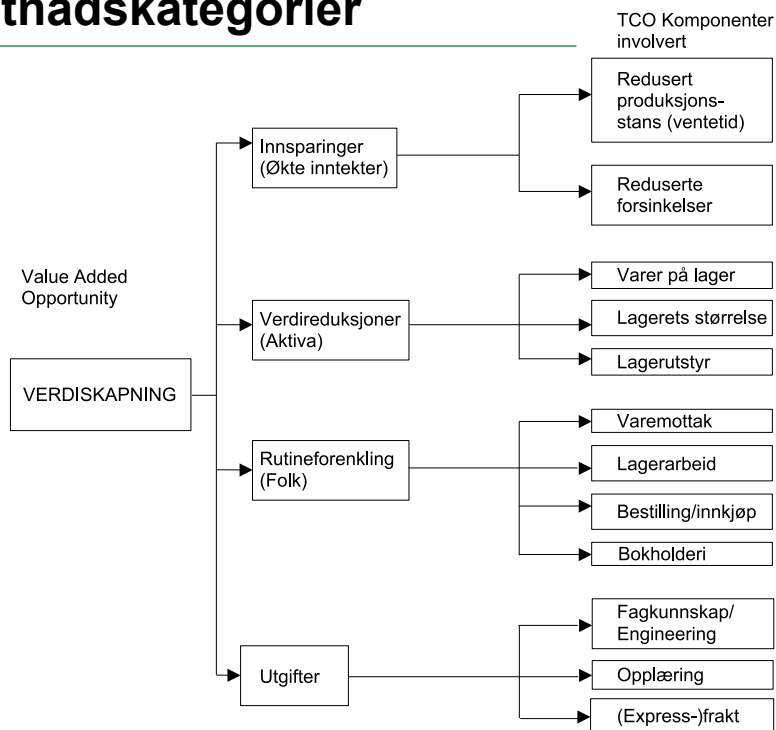 tnadskategorier
TCO Komponenter
involvert
Redusert
produksjons-
stans (ventetid)
Innsparinger
(Økte inntekter)
Reduserte
forsinkelser
Value Added
Opportunity
Varer på lager
Verdireduksjoner
(Aktiva)
Lagerets størrelse
Lagerutstyr
VERDISKAPNING
Varemottak
Rutineforenkling
(Folk)
Lagerarbeid
Bestilling/innkjøp
Bokholderi
Fagkunnskap/
Engineering
Utgifter
Opplæring
(Express-)frakt